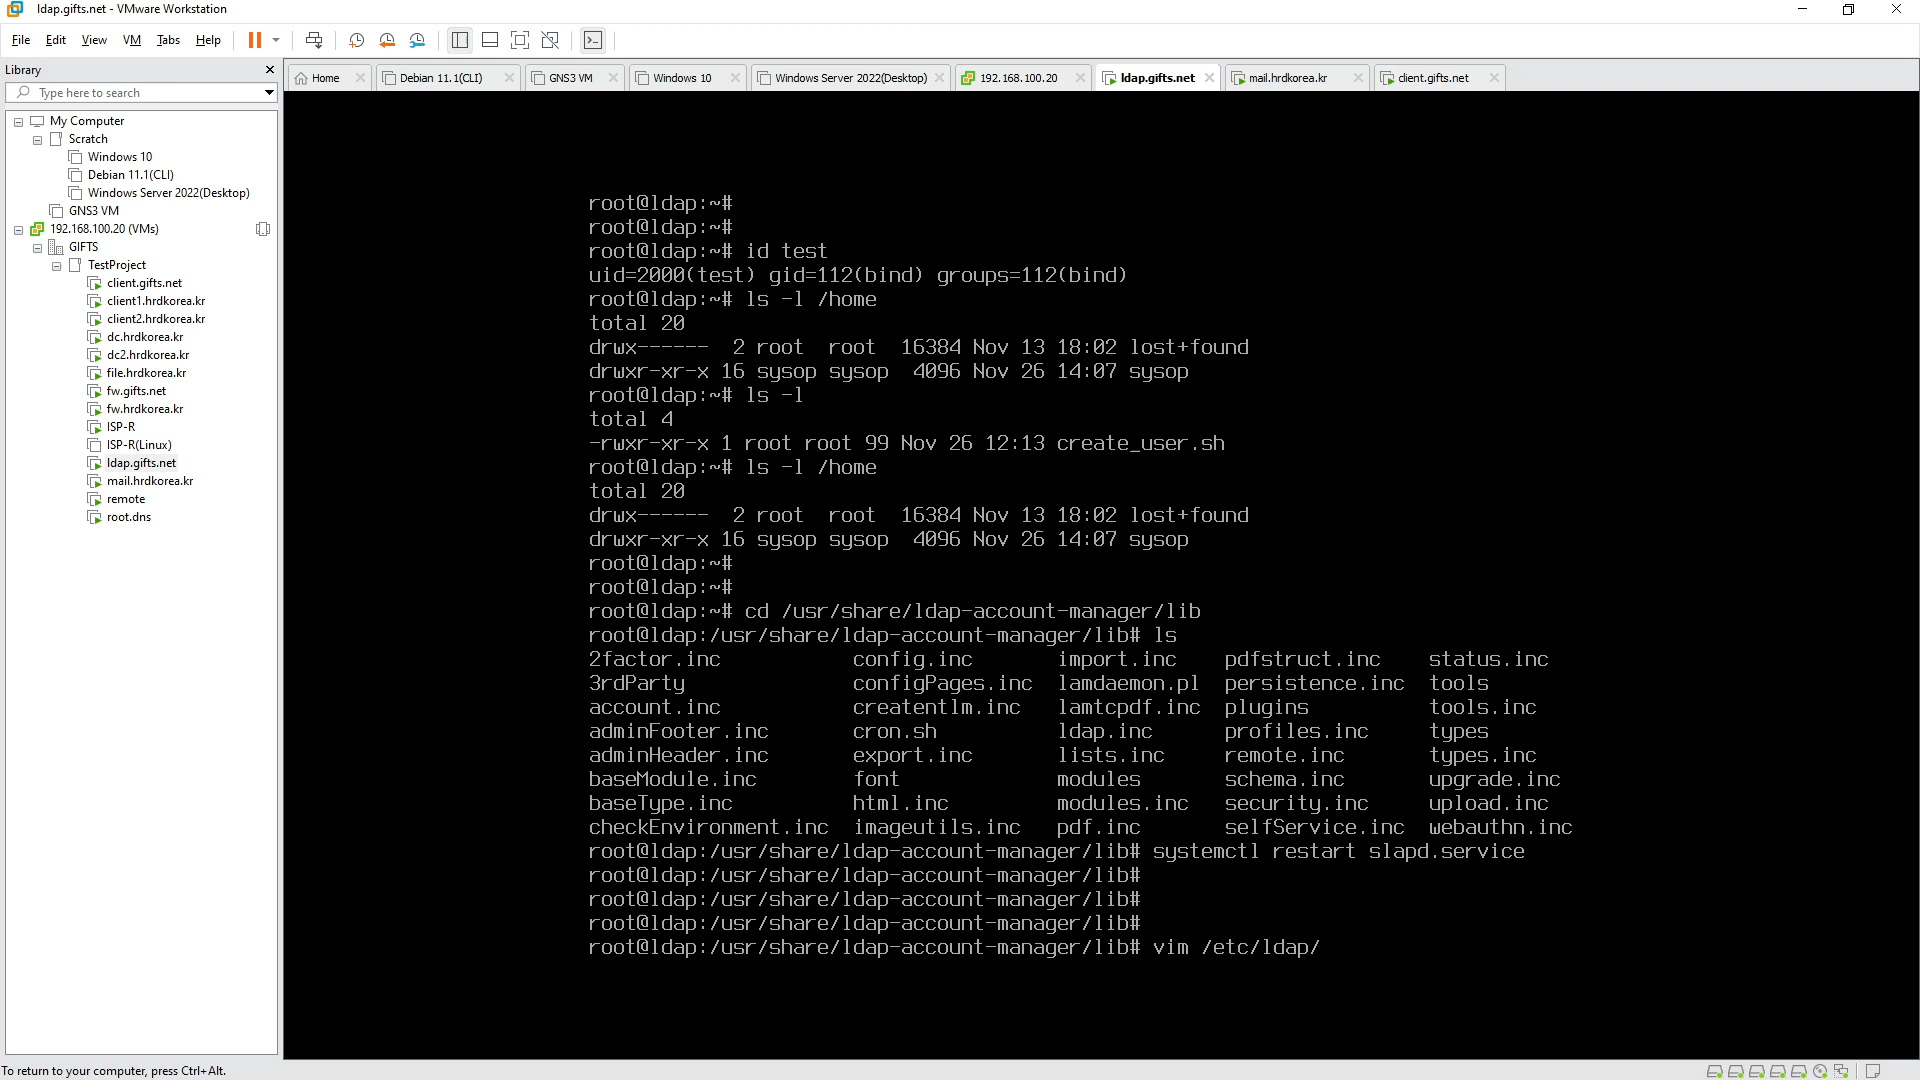 ldap.gifts.net - VMware Workstation
File Edit View VM Tabs Help
Library
Type here to search
Home Debian 11.1(CLI) GNS3 VM Windows 10 Windows Server 2022(Desktop) 192.168.100.20 ldap.gifts.net mail.hrdkorea.kr client.gifts.net
My Computer
Scratch
Windows 10
Debian 11.1(CLI)
Windows Server 2022(Desktop)
GNS3 VM
192.168.100.20 (VMs)
GIFTS
TestProject
client.gifts.net
client1.hrdkorea.kr
client2.hrdkorea.kr
dc.hrdkorea.kr
dc2.hrdkorea.kr
file.hrdkorea.kr
fw.gifts.net
fw.hrdkorea.kr
ISP-R
ISP-R(Linux)
ldap.gifts.net
mail.hrdkorea.kr
remote
root.dns
root@ldap:~#
root@ldap:~#
root@ldap:~# id test
uid=2000(test) gid=112(bind) groups=112(bind)
root@ldap:~# ls -l /home
total 20
drwx------  2 root  root  16384 Nov 13 18:02 lost+found
drwxr-xr-x 16 sysop sysop  4096 Nov 26 14:07 sysop
root@ldap:~# ls -l
total 4
-rwxr-xr-x 1 root root 99 Nov 26 12:13 create_user.sh
root@ldap:~# ls -l /home
total 20
drwx------  2 root  root  16384 Nov 13 18:02 lost+found
drwxr-xr-x 16 sysop sysop  4096 Nov 26 14:07 sysop
root@ldap:~#
root@ldap:~#
root@ldap:~# cd /usr/share/ldap-account-manager/lib
root@ldap:/usr/share/ldap-account-manager/lib# ls
2factor.inc config.inc import.inc pdfstruct.inc status.inc
3rdParty configPages.inc lamdaemon.pl persistence.inc tools
account.inc createntlm.inc lamtcpdf.inc plugins tools.inc
adminFooter.inc cron.sh ldap.inc profiles.inc types
adminHeader.inc export.inc lists.inc remote.inc types.inc
baseModule.inc font modules schema.inc upgrade.inc
baseType.inc html.inc modules.inc security.inc upload.inc
checkEnvironment.inc imageutils.inc pdf.inc selfService.inc webauthn.inc
root@ldap:/usr/share/ldap-account-manager/lib# systemctl restart slapd.service
root@ldap:/usr/share/ldap-account-manager/lib#
root@ldap:/usr/share/ldap-account-manager/lib#
root@ldap:/usr/share/ldap-account-manager/lib#
root@ldap:/usr/share/ldap-account-manager/lib# vim /etc/ldap/
To return to your computer, press Ctrl+Alt.